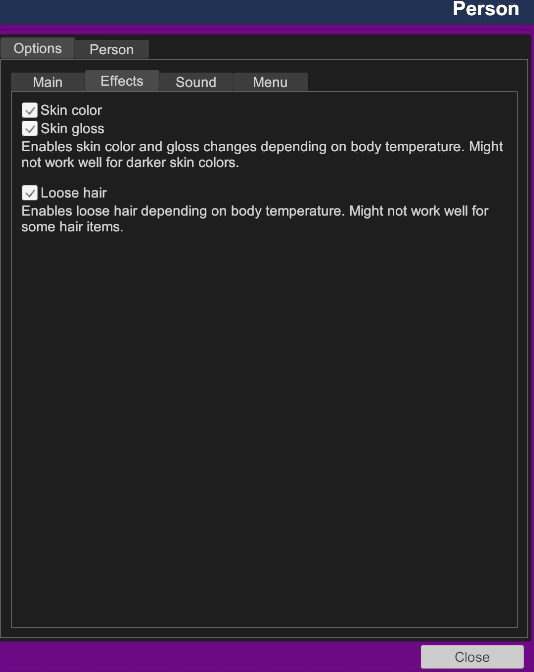 Person
Options
Person
Main
Effects
Sound
Menu
Skin color
Skin gloss
Enables skin color and gloss changes depending on body temperature. Might
not work well for darker skin colors.
Loose hair
Enables loose hair depending on body temperature. Might not work well for
some hair items.
Close